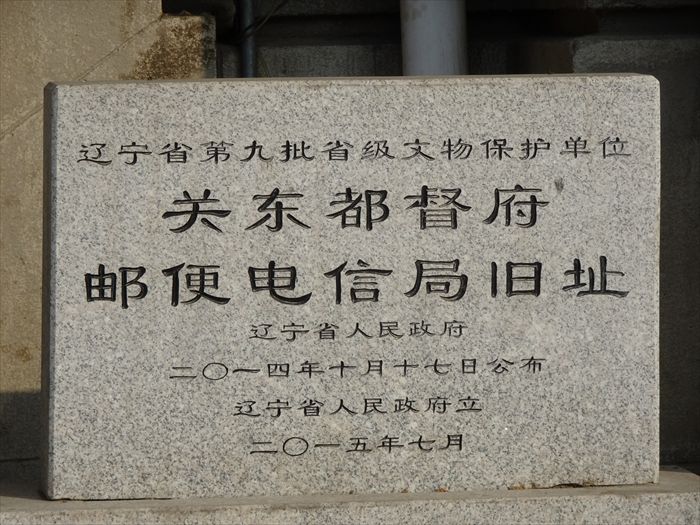 辽宁省第九批省级文物保护单位
关东都督府
邮便电信局旧址
辽宁省人民政府
二〇一四年十月十七日公布
辽宁省人民政府立
二〇一五年七月